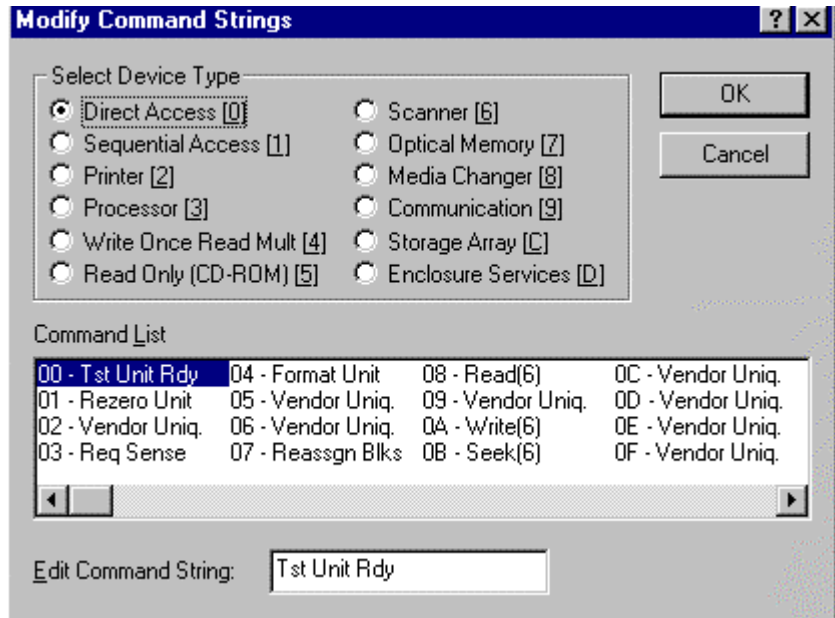 Modify Command Strings
Select Device Type
Direct Access [0]
Sequential Access [1]
Printer [2]
Processor [3]
Write Once Read Mult [4]
Read Only (CD-ROM) [5]
Scanner [6]
Optical Memory [7]
Media Changer [8]
Communication [9]
Storage Array [C]
Enclosure Services [D]
OK
Cancel
Command List
00 - Tst Unit Rdy
01 - Rezero Unit
02 - Vendor Uniq.
03 - Req Sense
04 - Format Unit
05 - Vendor Uniq.
06 - Vendor Uniq.
07 - Reassgn Blks
08 - Read(6)
09 - Vendor Uniq.
0A - Write(6)
0B - Seek(6)
0C - Vendor Uniq.
0D - Vendor Uniq.
0E - Vendor Uniq.
0F - Vendor Uniq.
Edit Command String: Tst Unit Rdy